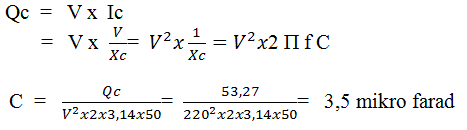 Qc = V x Ic
= V x V/Xc = V² x 1/Xc = V² x 2 Π f C
C = Qc/V²x2x3,14x50 = 53,27/220²x2x3,14x50 = 3,5 mikro farad